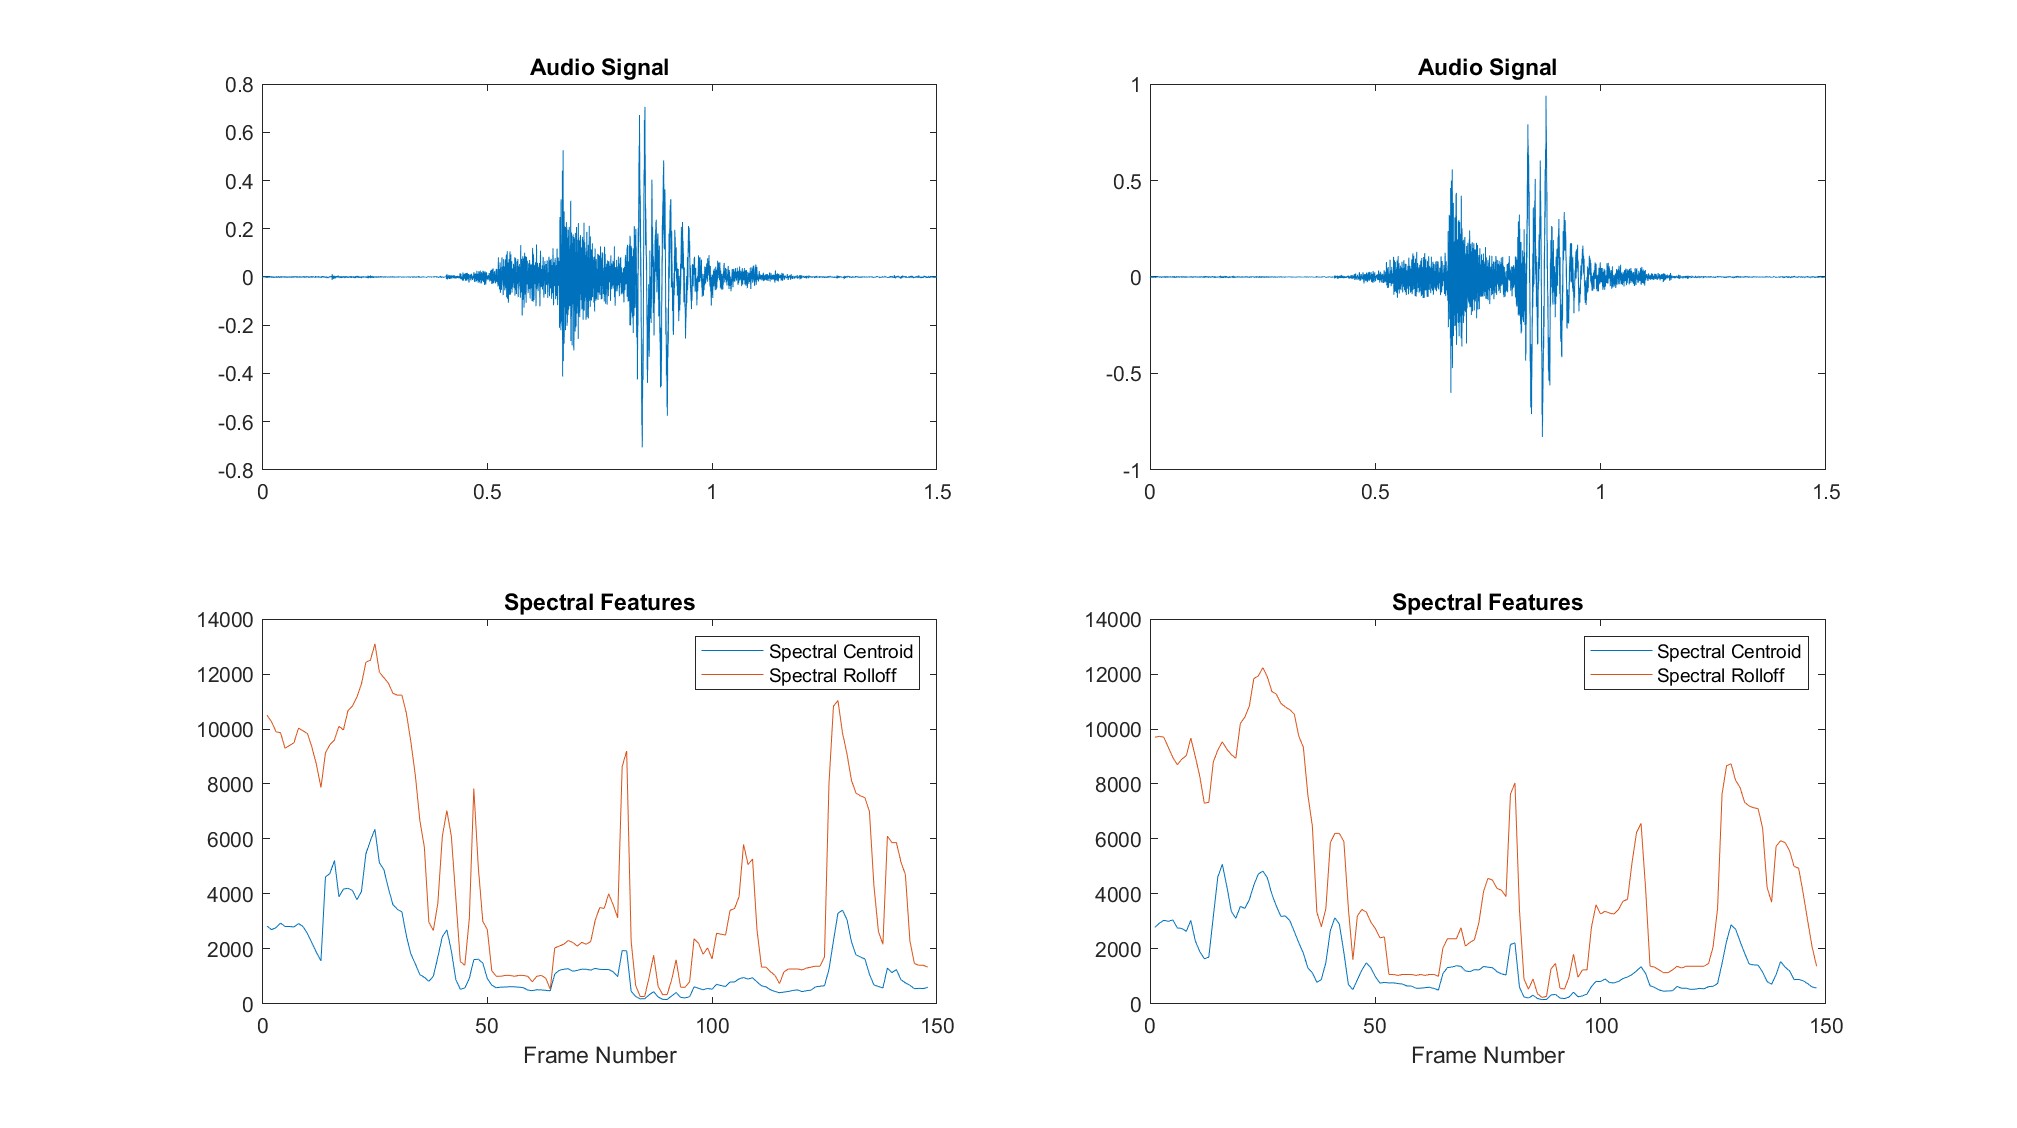 Audio Signal
0.8
0.6
0.4
0.2
0
-0.2
-0.4
-0.6
-0.8
0 0.5 1 1.5
Audio Signal
1
0.5
0
-0.5
-1
0 0.5 1 1.5
Spectral Features
14000
12000
10000
8000
6000
4000
2000
0
Spectral Centroid
Spectral Rolloff
0 50 100 150
Frame Number
Spectral Features
14000
12000
10000
8000
6000
4000
2000
0
Spectral Centroid
Spectral Rolloff
0 50 100 150
Frame Number